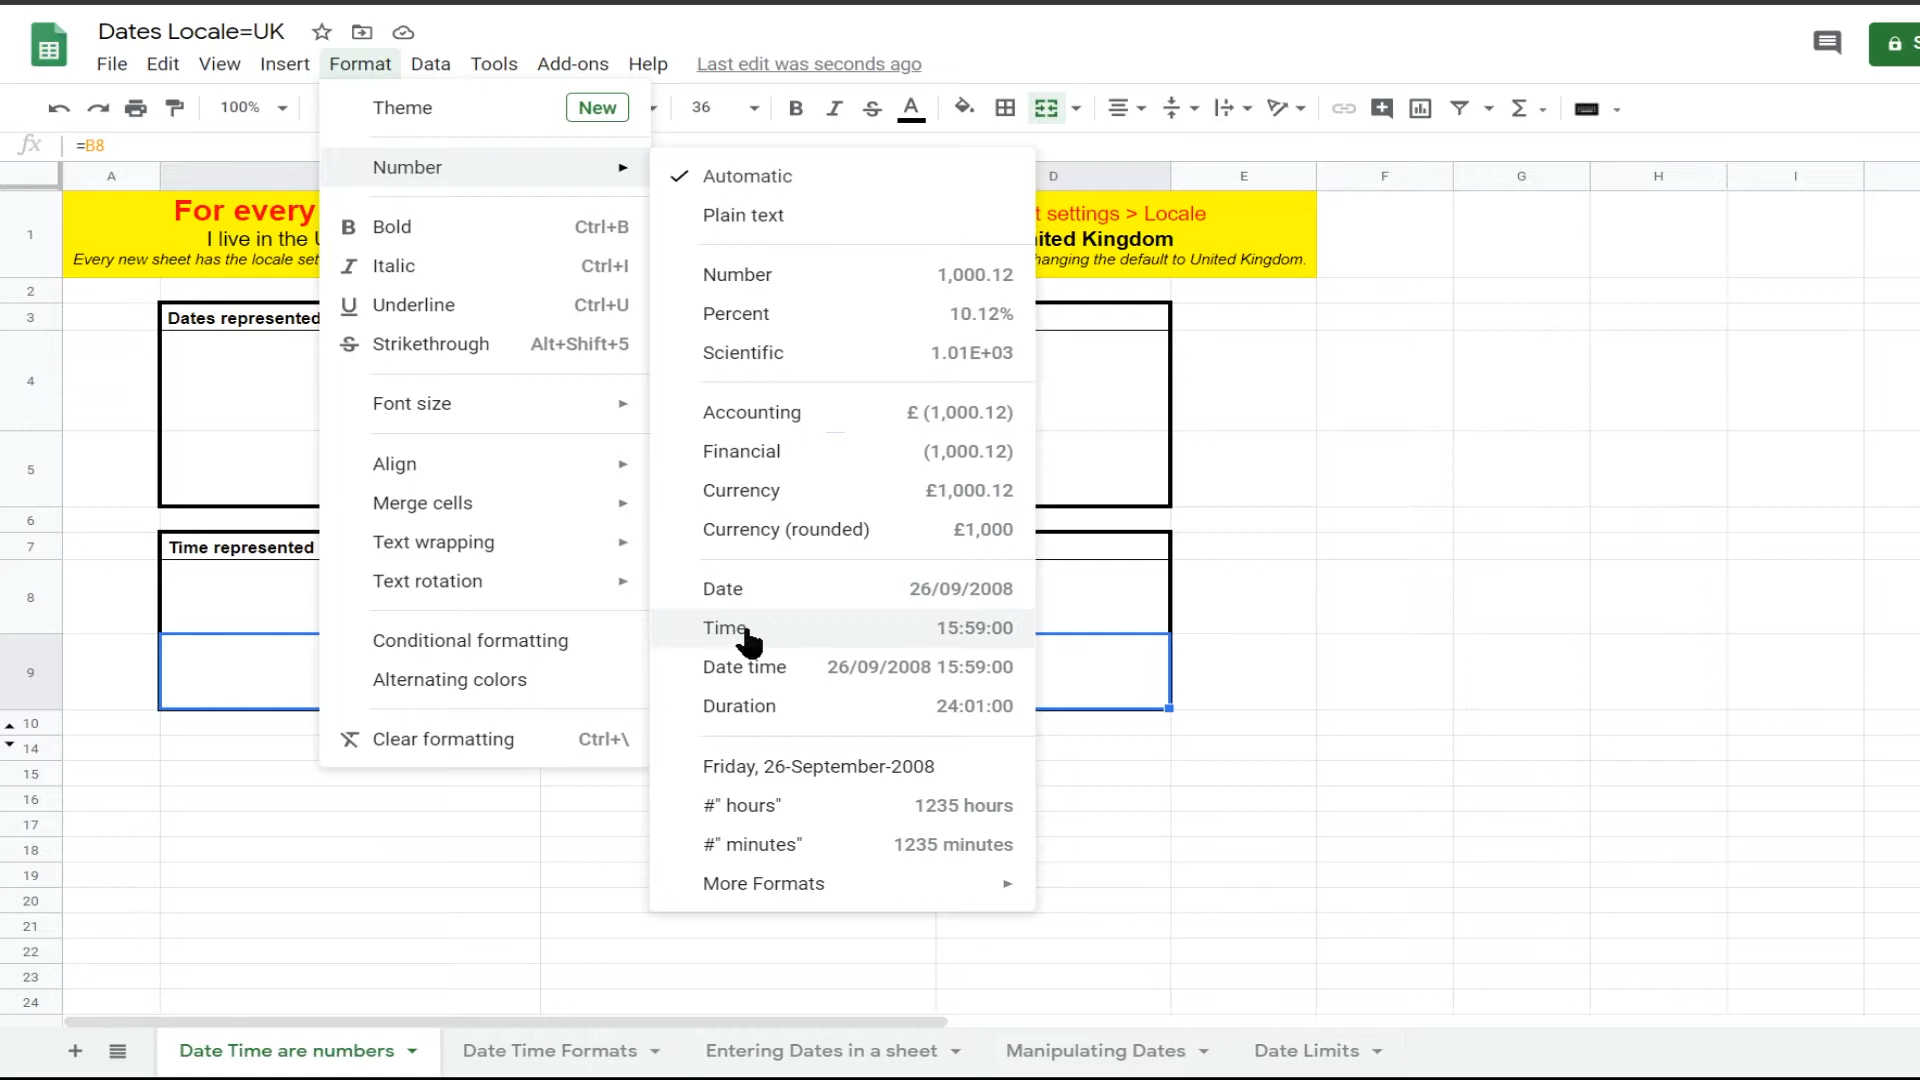 Dates Locale=UK
File Edit View Insert Format Data Tools Add-ons Help Last edit was seconds ago
100% 36
fx =B8
Theme New
Number
Bold Ctrl+B
Italic Ctrl+I
Underline Ctrl+U
Strikethrough Alt+Shift+5
Font size
Align
Merge cells
Text wrapping
Text rotation
Conditional formatting
Alternating colors
Clear formatting Ctrl+\
Automatic
Plain text
Number 1,000.12
Percent 10.12%
Scientific 1.01E+03
Accounting £ (1,000.12)
Financial (1,000.12)
Currency £1,000.12
Currency (rounded) £1,000
Date 26/09/2008
Time 15:59:00
Date time 26/09/2008 15:59:00
Duration 24:01:00
Friday, 26-September-2008
#" hours" 1235 hours
#" minutes" 1235 minutes
More Formats
A D E F G H I
1
For every t settings > Locale
I live in the United Kingdom
Every new sheet has the locale set hanging the default to United Kingdom.
2
3 Dates represented
4
5
6
7 Time represented
8
9
10
14
15
16
17
18
19
20
21
22
23
24
Date Time are numbers Date Time Formats Entering Dates in a sheet Manipulating Dates Date Limits